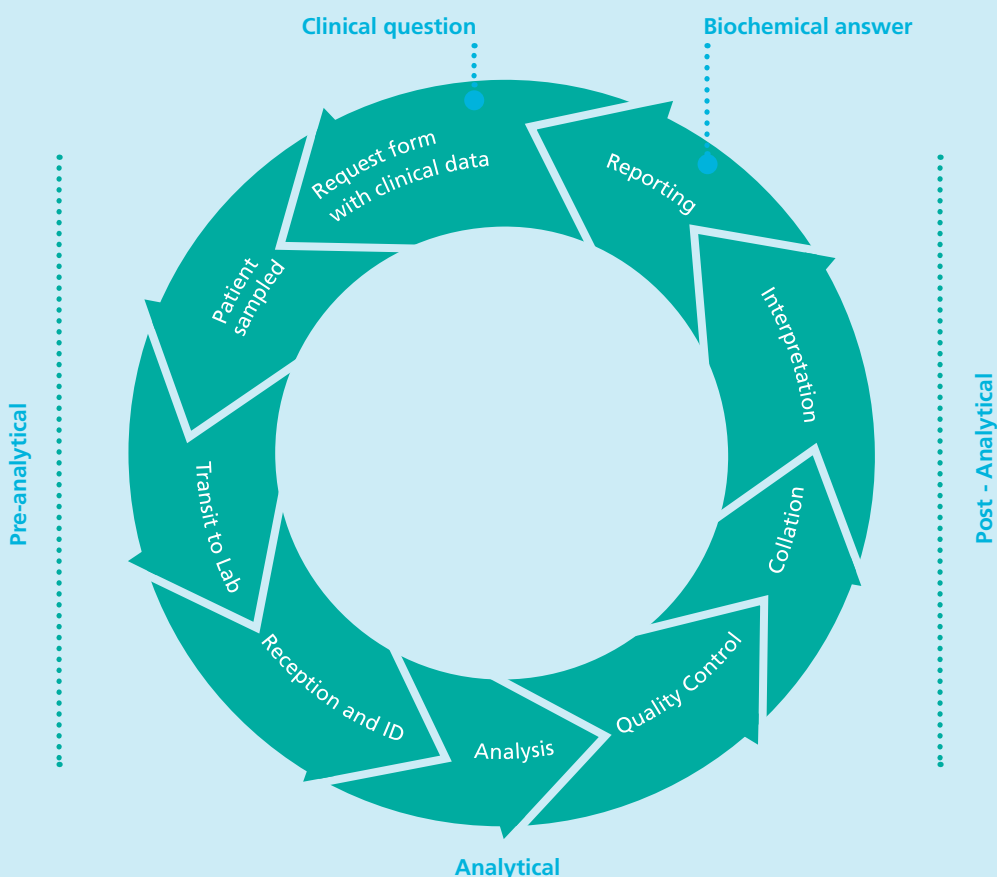 Clinical question
Biochemical answer
Request form
with clinical data
Reporting
Patient
sampled
Interpretation
Pre-analytical
Post - Analytical
Transit to Lab
Collation
Reception and ID
Quality Control
Analysis
Analytical